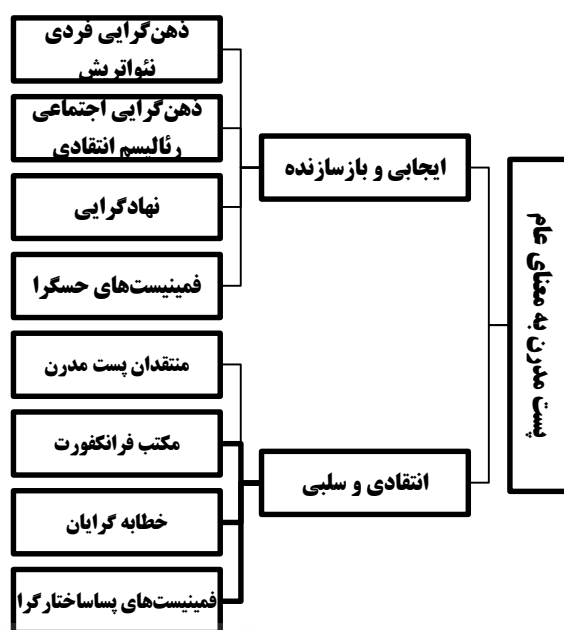 پست مدرن به معنای عام
ایجابی و بازسازنده
ذهن‌گرایی فردی
نئواتریش
ذهن‌گرایی اجتماعی
رئالیسم انتقادی
نهادگرایی
فمینیست‌های حسگرا
انتقادی و سلبی
منتقدان پست مدرن
مکتب فرانکفورت
خطابه گرایان
فمینیست‌های پساساختارگرا